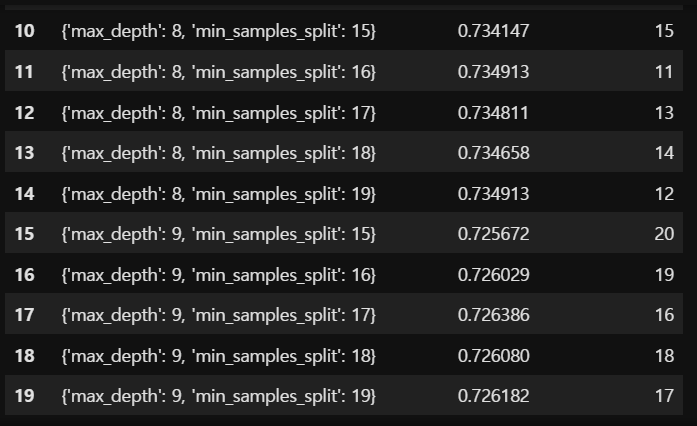 10 {'max_depth': 8, 'min_samples_split': 15} 0.734147 15
11 {'max_depth': 8, 'min_samples_split': 16} 0.734913 11
12 {'max_depth': 8, 'min_samples_split': 17} 0.734811 13
13 {'max_depth': 8, 'min_samples_split': 18} 0.734658 14
14 {'max_depth': 8, 'min_samples_split': 19} 0.734913 12
15 {'max_depth': 9, 'min_samples_split': 15} 0.725672 20
16 {'max_depth': 9, 'min_samples_split': 16} 0.726029 19
17 {'max_depth': 9, 'min_samples_split': 17} 0.726386 16
18 {'max_depth': 9, 'min_samples_split': 18} 0.726080 18
19 {'max_depth': 9, 'min_samples_split': 19} 0.726182 17